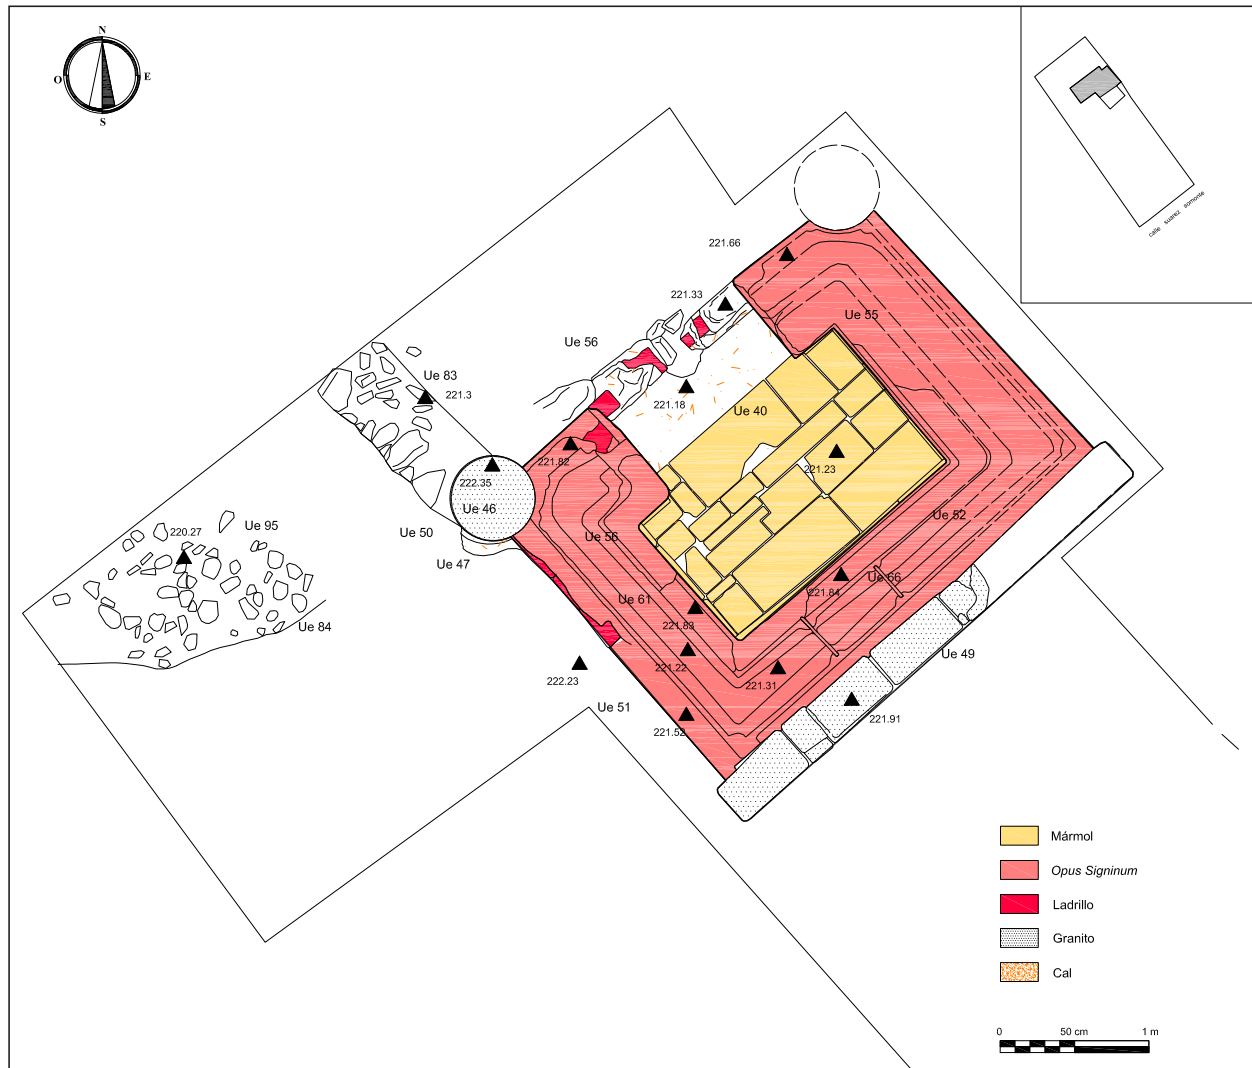 N
O
E
S
calle suarez somonte
221.66
221.33
Ue 55
Ue 56
Ue 83
221.3
221.18
Ue 40
221.82
221.23
222.35
Ue 46
Ue 52
220.27
Ue 95
Ue 50
Ue 56
Ue 47
Ue 66
221.84
Ue 61
221.83
Ue 84
Ue 49
221.22
222.23
221.31
Ue 51
221.91
221.52
Mármol
Opus Signinum
Ladrillo
Granito
Cal
0 50 cm 1 m